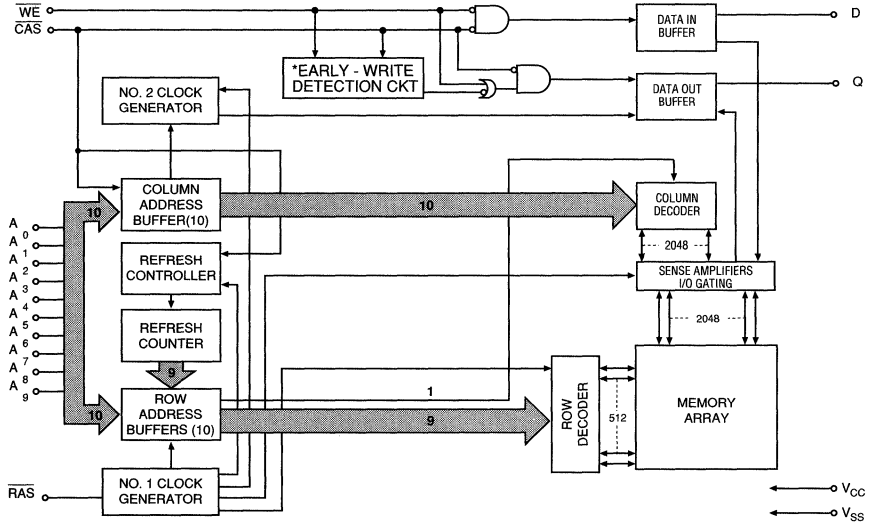 WE
CAS
DATA IN
BUFFER
D
*EARLY - WRITE
DETECTION CKT
NO. 2 CLOCK
GENERATOR
DATA OUT
BUFFER
Q
COLUMN
ADDRESS
BUFFER(10)
10
10
COLUMN
DECODER
A0
A1
A2
A3
A4
A5
A6
A7
A8
A9
2048
REFRESH
CONTROLLER
SENSE AMPLIFIERS
I/O GATING
REFRESH
COUNTER
2048
9
ROW
ADDRESS
BUFFERS (10)
10
1
9
ROW
DECODER
512
MEMORY
ARRAY
RAS
NO. 1 CLOCK
GENERATOR
VCC
VSS